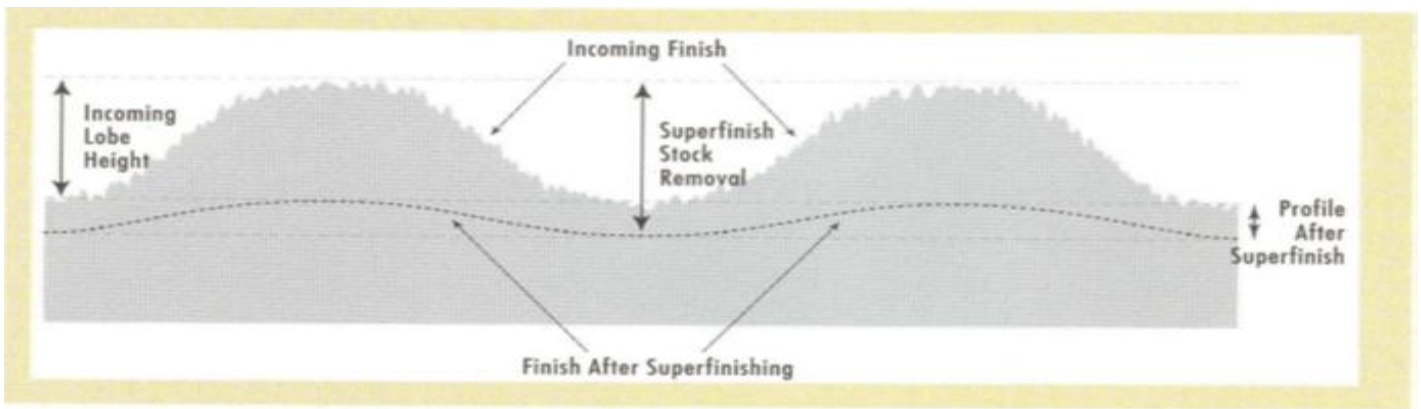 Incoming Finish
Incoming
Lobe
Height
Superfinish
Stock
Removal
Profile
After
Superfinish
Finish After Superfinishing